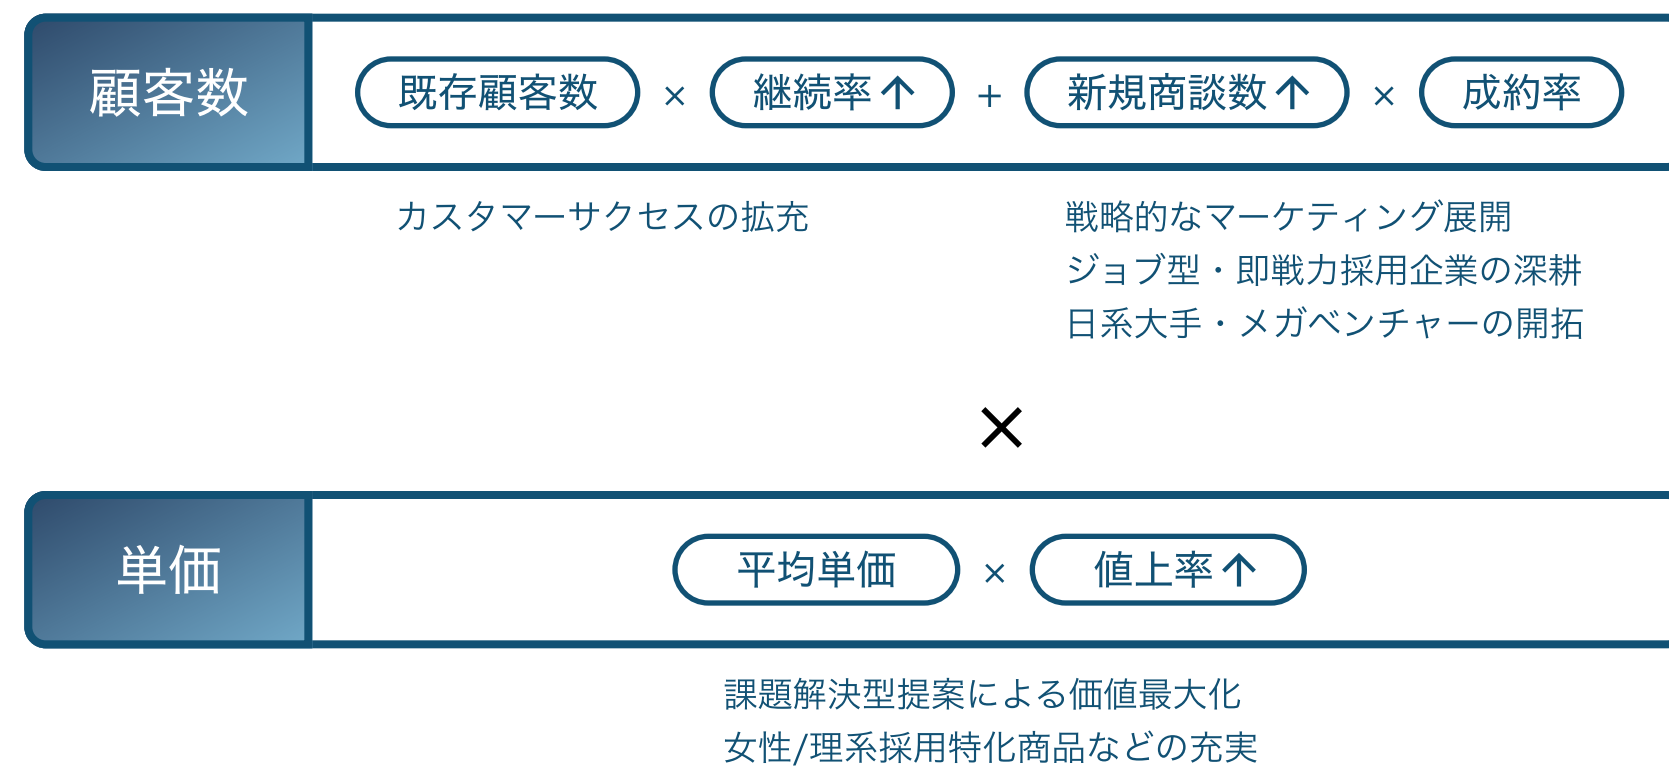 顧客数
既存顧客数 × 継続率↑ + 新規商談数↑ × 成約率
カスタマーサクセスの拡充
戦略的なマーケティング展開
ジョブ型・即戦力採用企業の深耕
日系大手・メガベンチャーの開拓
×
単価
平均単価 × 値上率↑
課題解決型提案による価値最大化
女性/理系採用特化商品などの充実